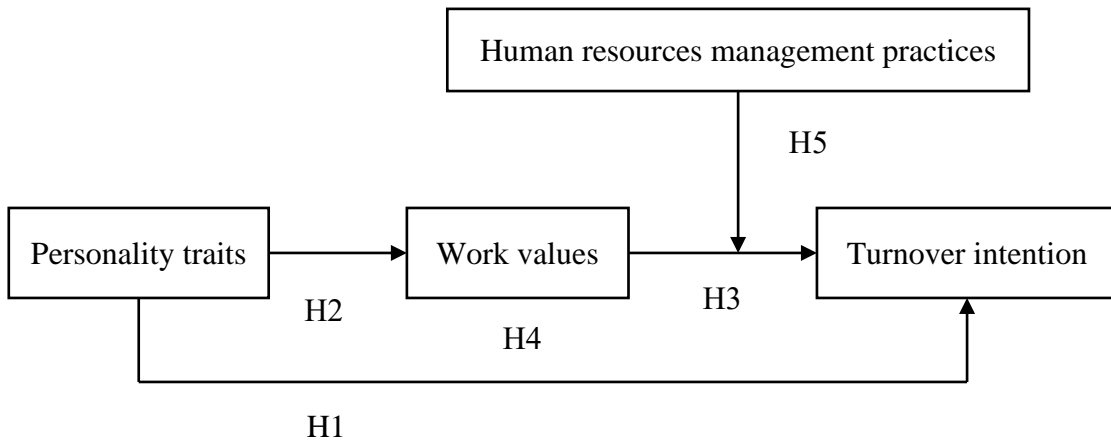 Human resources management practices
H5
Personality traits
Work values
Turnover intention
H2
H3
H4
H1